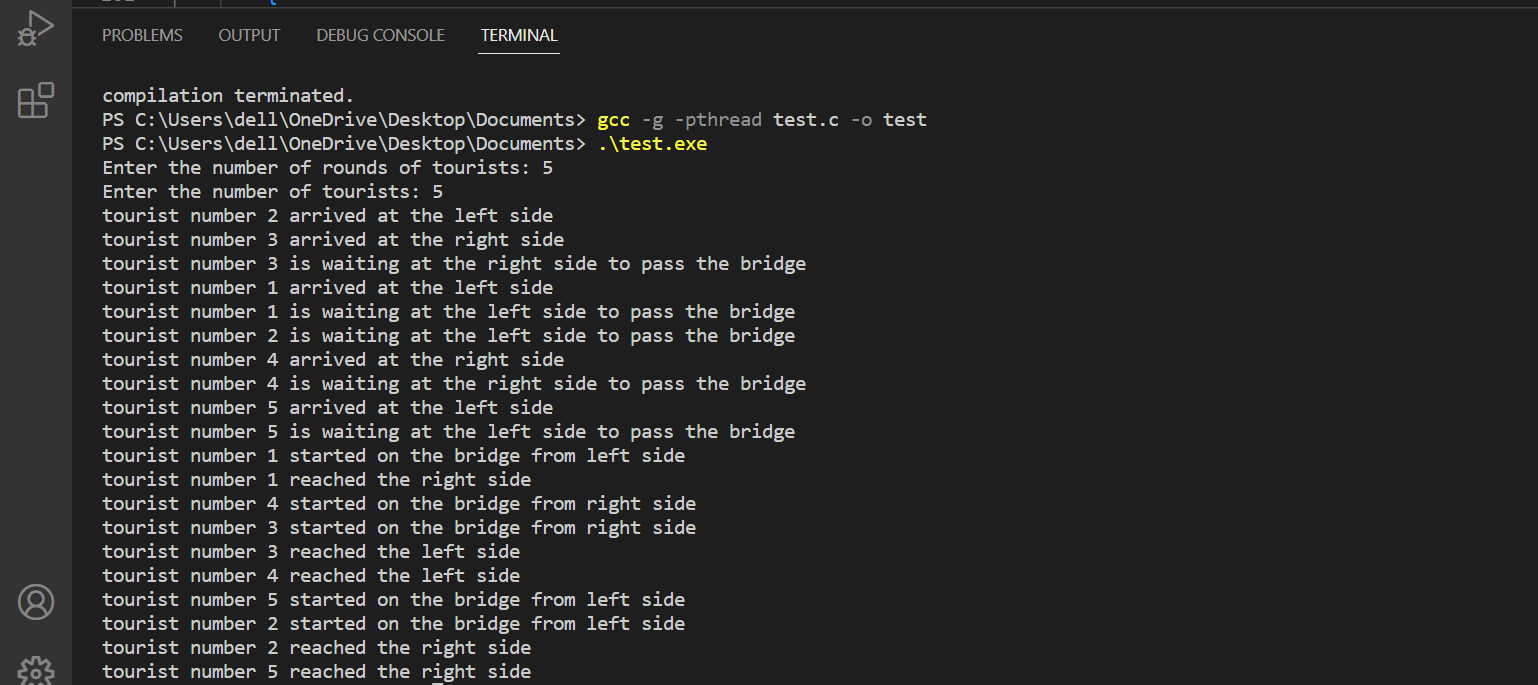 PROBLEMS OUTPUT DEBUG CONSOLE TERMINAL
compilation terminated.
PS C:\Users\dell\OneDrive\Desktop\Documents> gcc -g -pthread test.c -o test
PS C:\Users\dell\OneDrive\Desktop\Documents> .\test.exe
Enter the number of rounds of tourists: 5
Enter the number of tourists: 5
tourist number 2 arrived at the left side
tourist number 3 arrived at the right side
tourist number 3 is waiting at the right side to pass the bridge
tourist number 1 arrived at the left side
tourist number 1 is waiting at the left side to pass the bridge
tourist number 2 is waiting at the left side to pass the bridge
tourist number 4 arrived at the right side
tourist number 4 is waiting at the right side to pass the bridge
tourist number 5 arrived at the left side
tourist number 5 is waiting at the left side to pass the bridge
tourist number 1 started on the bridge from left side
tourist number 1 reached the right side
tourist number 4 started on the bridge from right side
tourist number 3 started on the bridge from right side
tourist number 3 reached the left side
tourist number 4 reached the left side
tourist number 5 started on the bridge from left side
tourist number 2 started on the bridge from left side
tourist number 2 reached the right side
tourist number 5 reached the right side